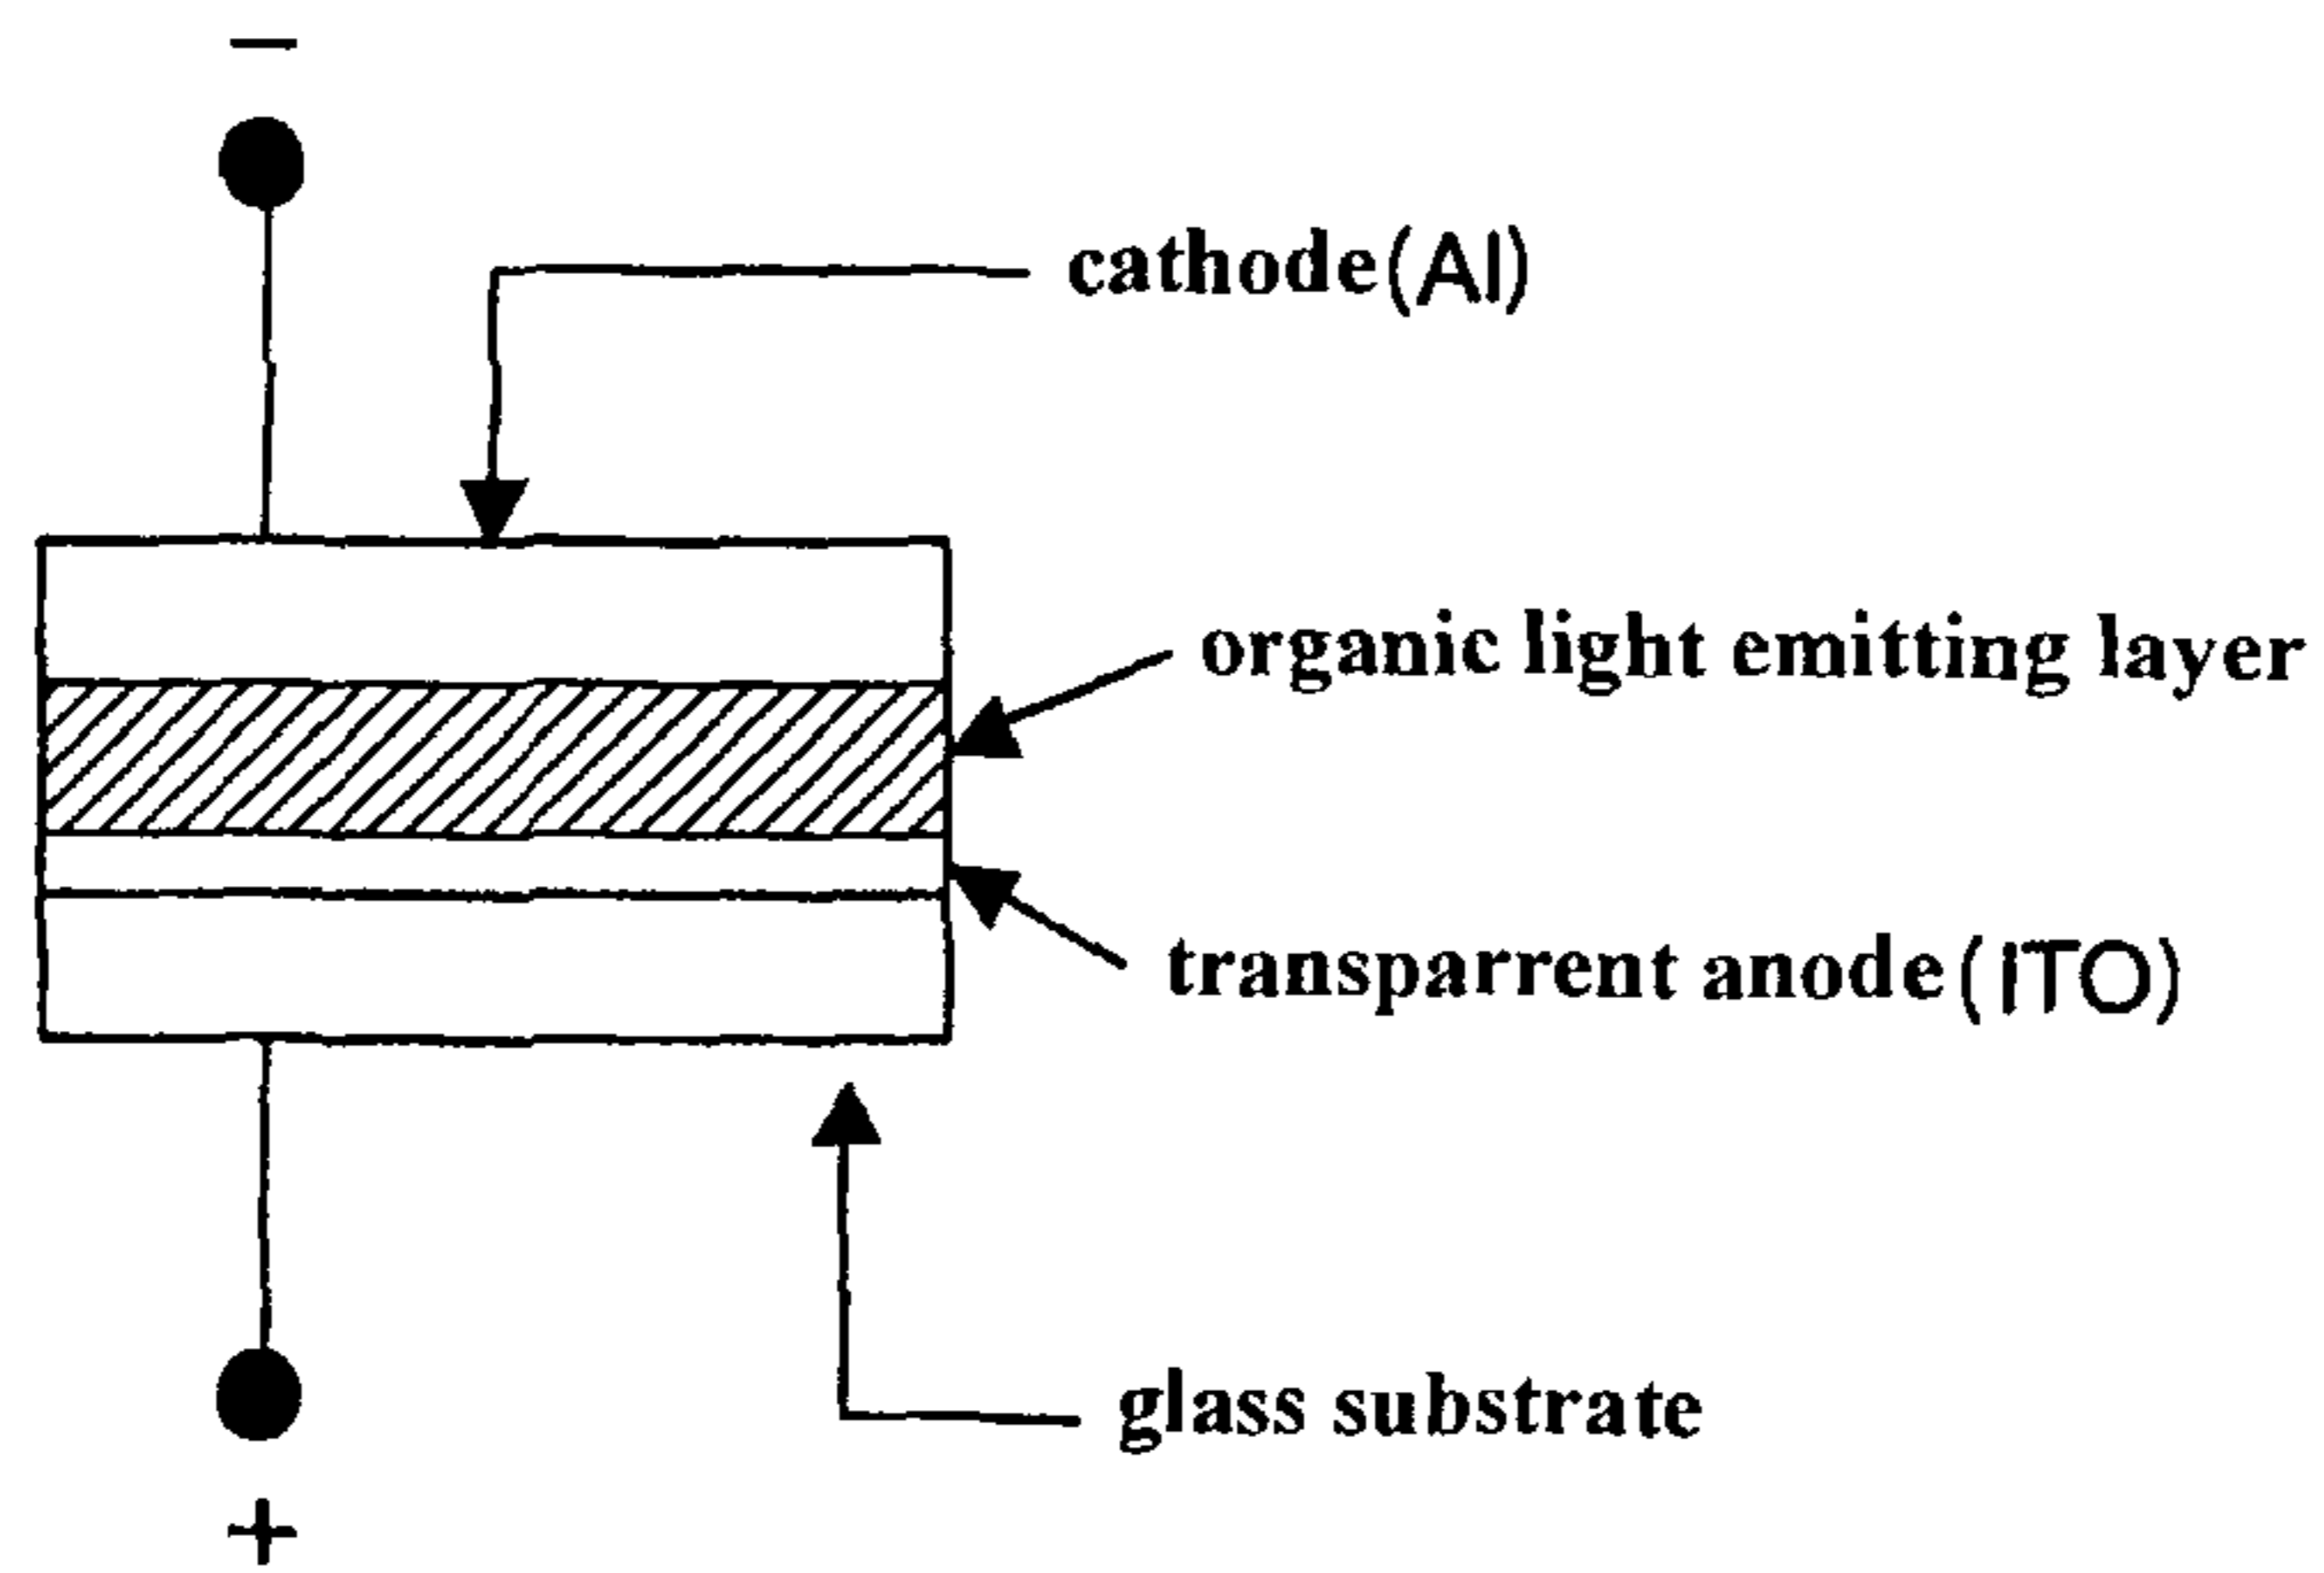 −
cathode(Al)
organic light emitting layer
transparrent anode(ITO)
glass substrate
+